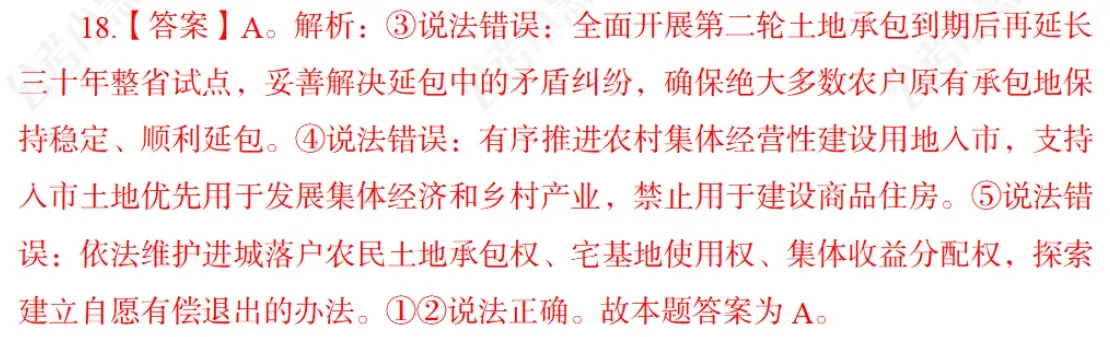 18.【答案】A。解析：③说法错误：全面开展第二轮土地承包到期后再延长
三十年整省试点，妥善解决延包中的矛盾纠纷，确保绝大多数农户原有承包地保
持稳定、顺利延包。④说法错误：有序推进农村集体经营性建设用地入市，支持
入市土地优先用于发展集体经济和乡村产业，禁止用于建设商品住房。⑤说法错
误：依法维护进城落户农民土地承包权、宅基地使用权、集体收益分配权，探索
建立自愿有偿退出的办法。①②说法正确。故本题答案为 A。